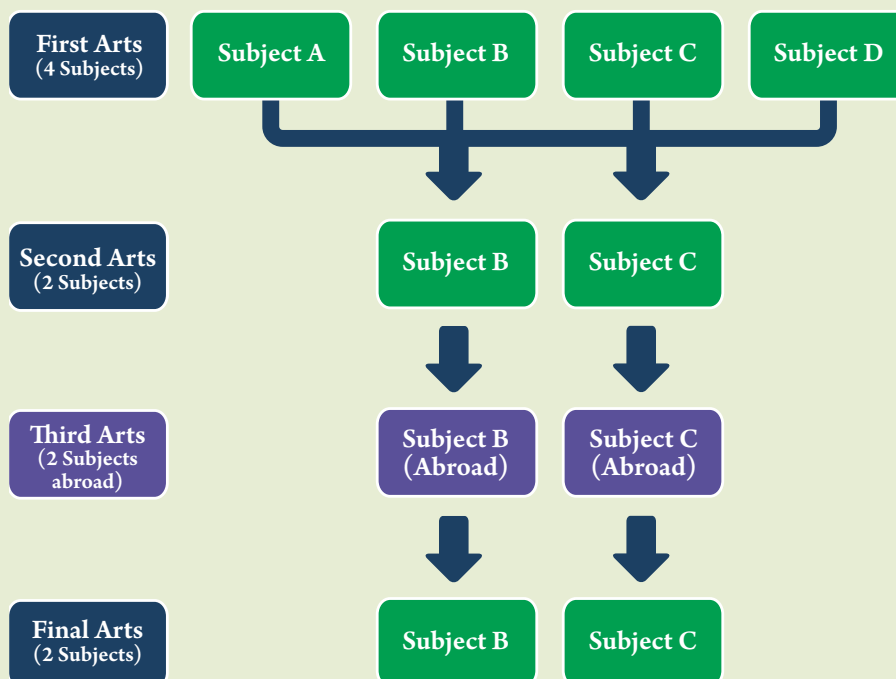 First Arts
(4 Subjects)
Subject A
Subject B
Subject C
Subject D
Second Arts
(2 Subjects)
Subject B
Subject C
Third Arts
(2 Subjects
abroad)
Subject B
(Abroad)
Subject C
(Abroad)
Final Arts
(2 Subjects)
Subject B
Subject C